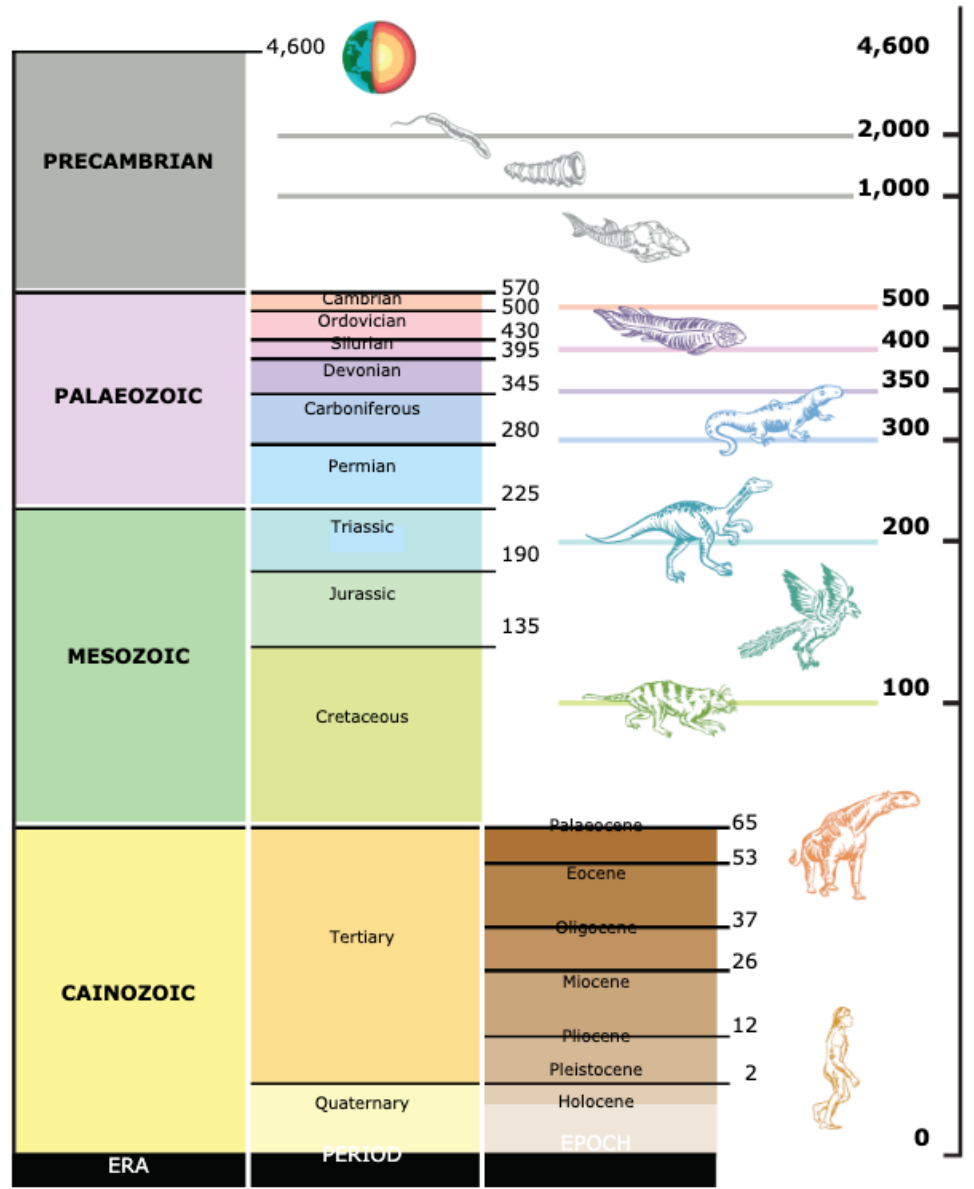 4,600
4,600
2,000
PRECAMBRIAN
1,000
570
Cambrian
500
500
Ordovician
430
Silurian
400
395
Devonian
345
350
PALAEOZOIC
Carboniferous
280
300
Permian
225
Triassic
200
190
Jurassic
135
MESOZOIC
100
Cretaceous
Palaeocene
65
53
Eocene
37
Oligocene
Tertiary
26
Miocene
CAINOZOIC
12
Pliocene
Pleistocene
2
Quaternary
Holocene
0
ERA
PERIOD
EPOCH